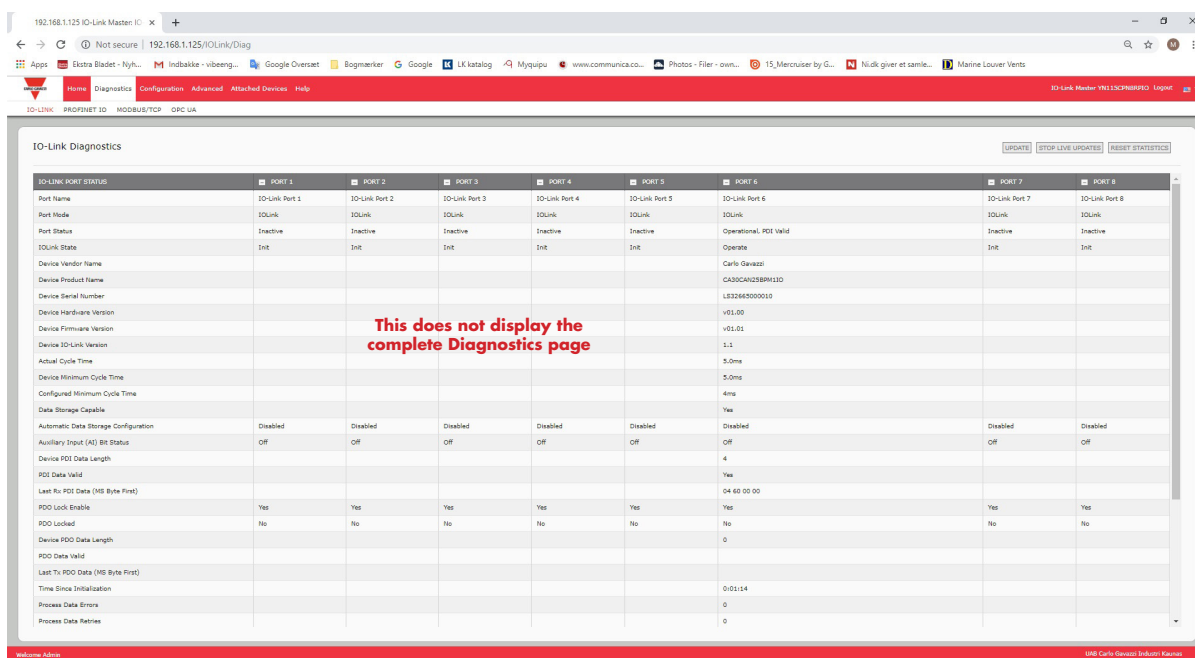 192.168.1.125 IO-Link Master: IO
Not secure | 192.168.1.125/IOLink/Diag
Apps Ekstra Bladet - Nyh... Indbakke - vibeeng... Google Oversæt Bogmærker Google LK katalog Myquipu www.communica.co... Photos - Filer - own... 15_Mercruiser by G... Ni.dk giver et samle... Marine Louver Vents
CARLO GAVAZZI Home Diagnostics Configuration Advanced Attached Devices Help IO-Link Master YN115CPN8RPIO Logout
IO-LINK PROFINET IO MODBUS/TCP OPC UA
IO-Link Diagnostics UPDATE STOP LIVE UPDATES RESET STATISTICS
IO-LINK PORT STATUS PORT 1 PORT 2 PORT 3 PORT 4 PORT 5 PORT 6 PORT 7 PORT 8
Port Name IO-Link Port 1 IO-Link Port 2 IO-Link Port 3 IO-Link Port 4 IO-Link Port 5 IO-Link Port 6 IO-Link Port 7 IO-Link Port 8
Port Mode IOLink IOLink IOLink IOLink IOLink IOLink IOLink IOLink
Port Status Inactive Inactive Inactive Inactive Inactive Operational, PDI Valid Inactive Inactive
IOLink State Init Init Init Init Init Operate Init Init
Device Vendor Name Carlo Gavazzi
Device Product Name CA30CAN25BPM1IO
Device Serial Number LS32665000010
Device Hardware Version v01.00
Device Firmware Version v01.01
This does not display the
complete Diagnostics page
Device IO-Link Version 1.1
Actual Cycle Time 5.0ms
Device Minimum Cycle Time 5.0ms
Configured Minimum Cycle Time 4ms
Data Storage Capable Yes
Automatic Data Storage Configuration Disabled Disabled Disabled Disabled Disabled Disabled Disabled Disabled
Auxiliary Input (AI) Bit Status Off Off Off Off Off Off Off Off
Device PDI Data Length 4
PDI Data Valid Yes
Last Rx PDI Data (MS Byte First) 04 60 00 00
PDO Lock Enable Yes Yes Yes Yes Yes Yes Yes Yes
PDO Locked No No No No No No No No
Device PDO Data Length 0
PDO Data Valid
Last Tx PDO Data (MS Byte First)
Time Since Initialization 0:01:14
Process Data Errors 0
Process Data Retries 0
Welcome Admin UAB Carlo Gavazzi Industri Kaunas